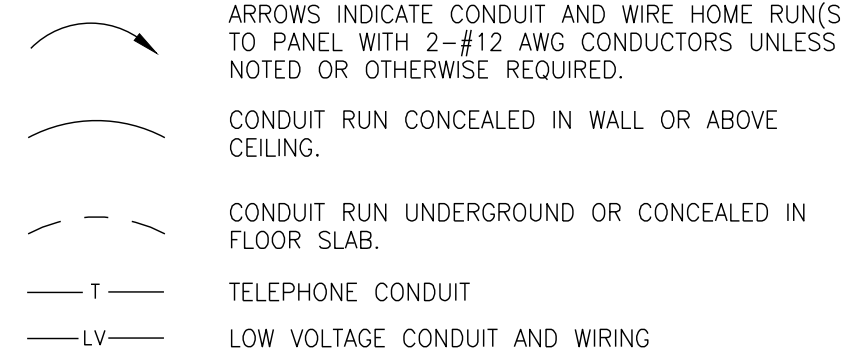 ARROWS INDICATE CONDUIT AND WIRE HOME RUN(S
TO PANEL WITH 2-#12 AWG CONDUCTORS UNLESS
NOTED OR OTHERWISE REQUIRED.
CONDUIT RUN CONCEALED IN WALL OR ABOVE
CEILING.
CONDUIT RUN UNDERGROUND OR CONCEALED IN
FLOOR SLAB.
T TELEPHONE CONDUIT
LV LOW VOLTAGE CONDUIT AND WIRING